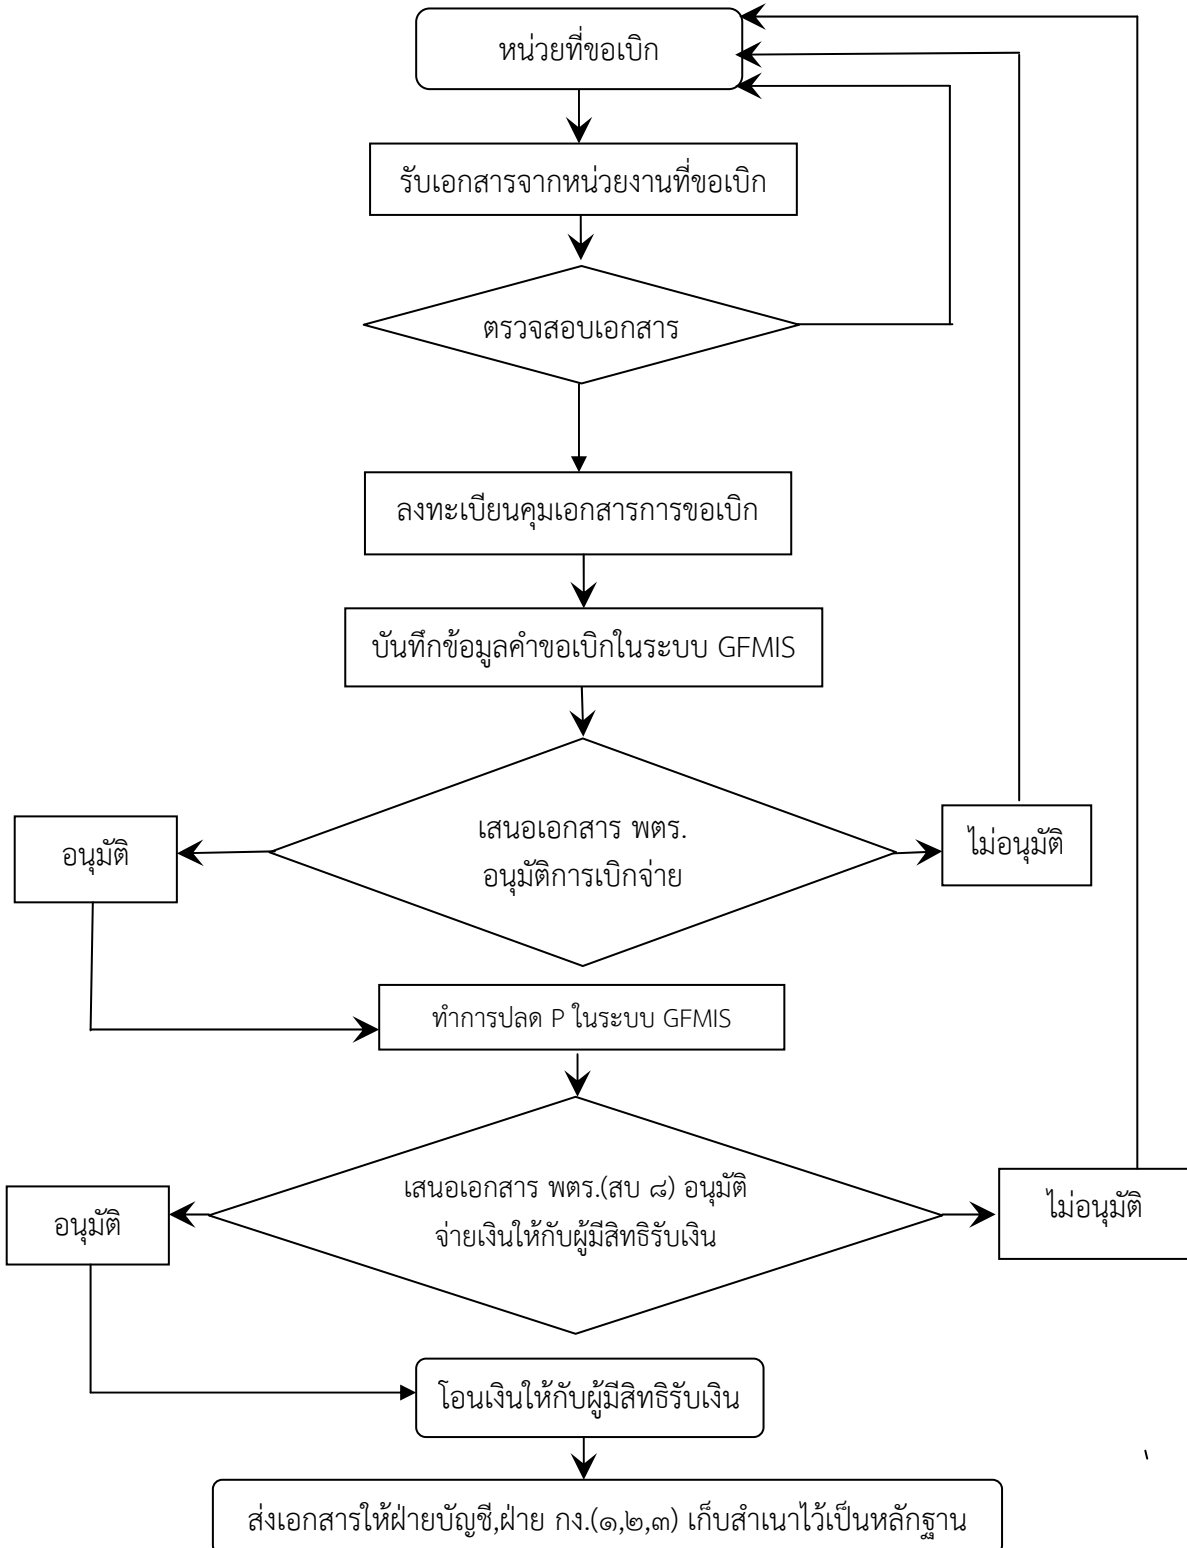 หน่วยที่ขอเบิก
รับเอกสารจากหน่วยงานที่ขอเบิก
ตรวจสอบเอกสาร
ลงทะเบียนคุมเอกสารการขอเบิก
บันทึกข้อมูลคำขอเบิกในระบบ GFMIS
เสนอเอกสาร พตร.
อนุมัติการเบิกจ่าย
อนุมัติ
ไม่อนุมัติ
ทำการปลด P ในระบบ GFMIS
เสนอเอกสาร พตร.(สบ ๘) อนุมัติ
จ่ายเงินให้กับผู้มีสิทธิรับเงิน
อนุมัติ
ไม่อนุมัติ
โอนเงินให้กับผู้มีสิทธิรับเงิน
ส่งเอกสารให้ฝ่ายบัญชี,ฝ่าย กง.(๑,๒,๓) เก็บสำเนาไว้เป็นหลักฐาน